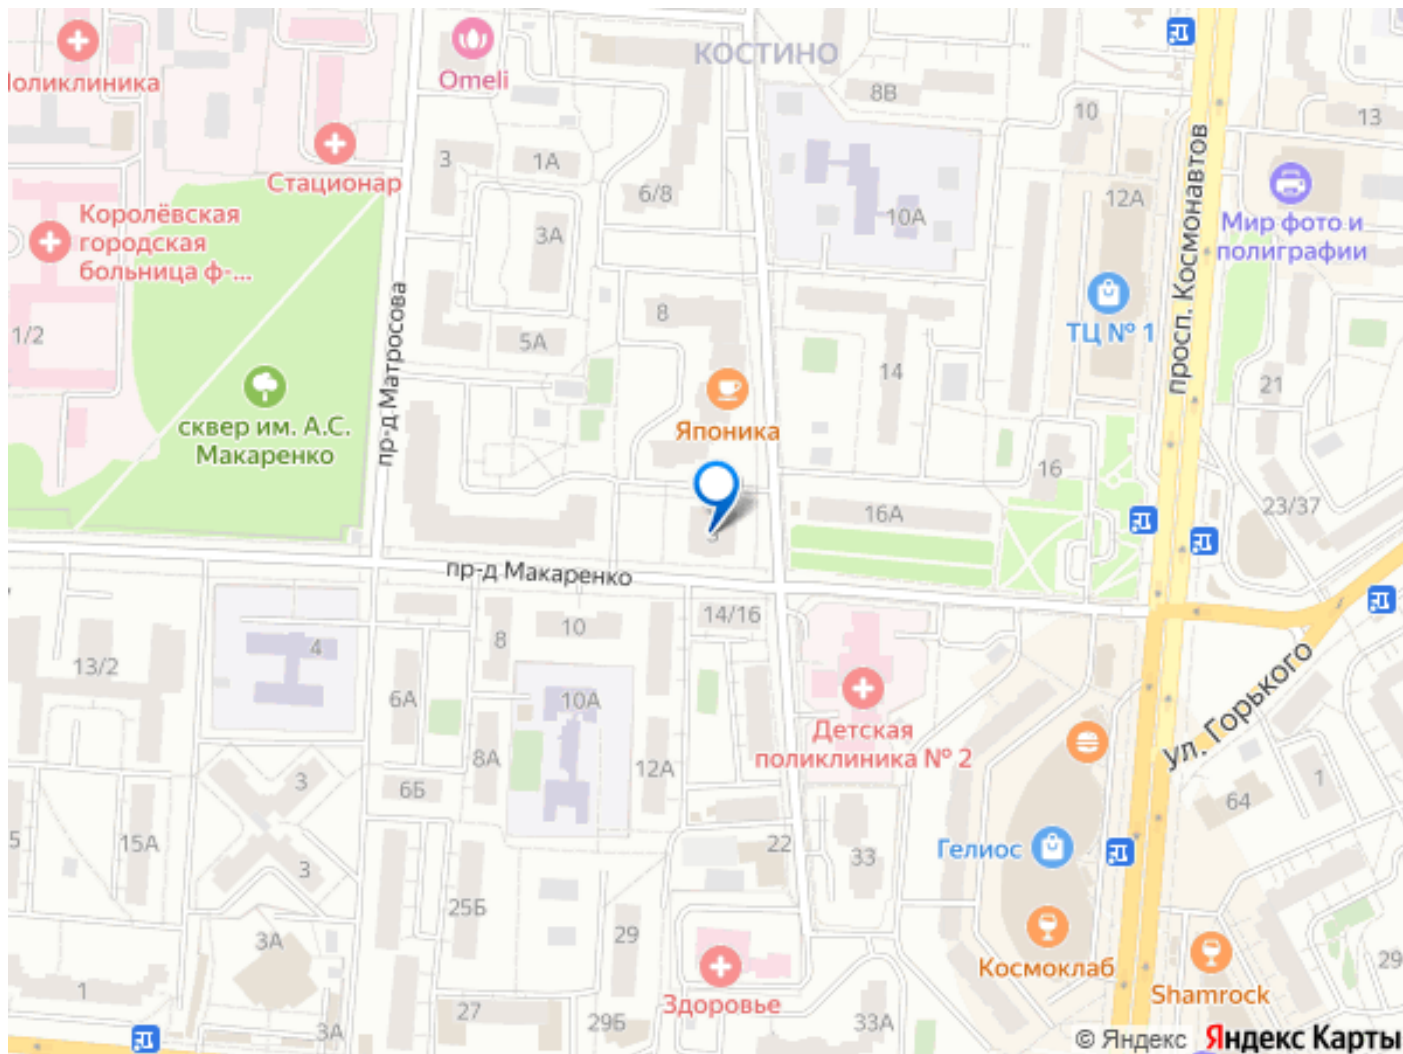 КОСТИНО
Omeli
8В
10
13
Поликлиника
Стационар
3
1А
6/8
3А
10А
12А
просп. Космонавтов
Мир фото и
полиграфии
Королёвская
городская
больница ф-...
1/2
пр-д Матросова
8
5А
14
ТЦ № 1
21
сквер им. А.С.
Макаренко
Японика
16
16А
23/37
пр-д Макаренко
14/16
8
10
4
13/2
6А
10А
Детская
поликлиника № 2
ул. Горького
8А
12А
6Б
3
15А
5
22
33
64
1
Гелиос
3
25Б
29
3А
Космоклаб
Shamrock
29
Здоровье
1
27
29Б
3А
33А
© Яндекс Яндекс Карты